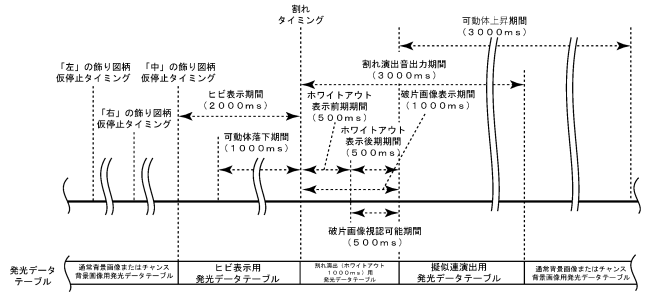 割れ
タイミング
可動体上昇期間
（３０００ｍｓ）
「左」の飾り図柄
仮停止タイミング
「中」の飾り図柄
仮停止タイミング
割れ演出音出力期間
（３０００ｍｓ）
ヒビ表示期間
（２０００ｍｓ）
ホワイトアウト
表示前期期間
（５００ｍｓ）
破片画像表示期間
（１０００ｍｓ）
「右」の飾り図柄
仮停止タイミング
ホワイトアウト
表示後期期間
（５００ｍｓ）
可動体落下期間
（１０００ｍｓ）
破片画像視認可能期間
（５００ｍｓ）
発光データ
テーブル
通常背景画像またはチャンス
背景画像用発光データテーブル
ヒビ表示用
発光データテーブル
割れ演出（ホワイトアウト
１０００ｍｓ）用
発光データテーブル
擬似連演出用
発光データテーブル
通常背景画像またはチャンス
背景画像用発光データテーブル